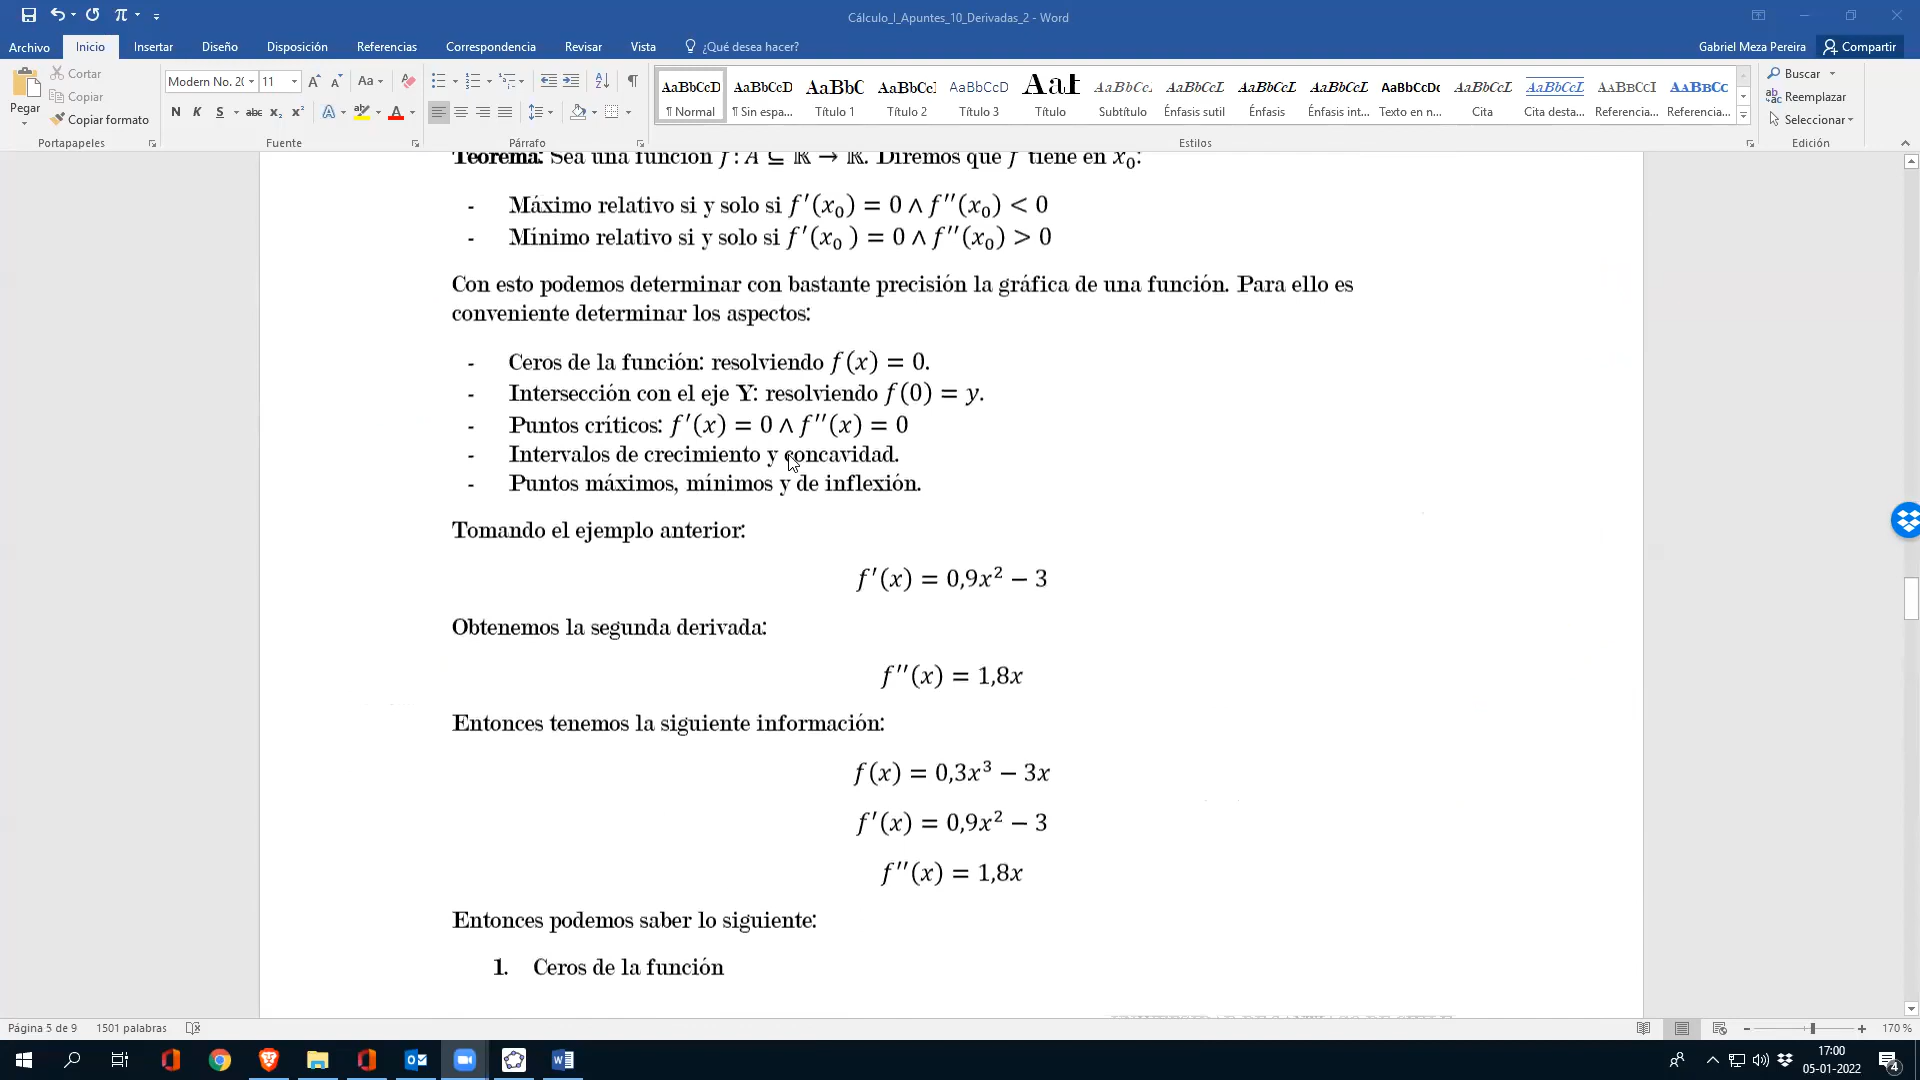 Cálculo_I_Apuntes_10_Derivadas_2 - Word
Archivo Inicio Insertar Diseño Disposición Referencias Correspondencia Revisar Vista ¿Qué desea hacer? Gabriel Meza Pereira Compartir
Pegar
Cortar
Copiar
Copiar formato
Portapapeles
Modern No. 2( 11
N K S abc x₂ x²
Fuente
Párrafo
AaBbCcD AaBbCcD AaBbC AaBbCc AaBbCcD AaB AaBbCc AaBbCcL AaBbCcL AaBbCcL AaBbCcDc AaBbCcL AaBbCcL AaBbCcI AaBbCc
¶ Normal ¶ Sin espa... Título 1 Título 2 Título 3 Título Subtítulo Énfasis sutil Énfasis Énfasis int... Texto en n... Cita Cita desta... Referencia... Referencia...
Estilos
Buscar
Reemplazar
Seleccionar
Edición
Teorema: Sea una función f : A ⊆ ℝ → ℝ. Diremos que f tiene en x₀:
- Máximo relativo si y solo si f′(x₀) = 0 ∧ f′′(x₀) < 0
- Mínimo relativo si y solo si f′(x₀ ) = 0 ∧ f′′(x₀) > 0
Con esto podemos determinar con bastante precisión la gráfica de una función. Para ello es
conveniente determinar los aspectos:
- Ceros de la función: resolviendo f(x) = 0.
- Intersección con el eje Y: resolviendo f(0) = y.
- Puntos críticos: f′(x) = 0 ∧ f′′(x) = 0
- Intervalos de crecimiento y concavidad.
- Puntos máximos, mínimos y de inflexión.
Tomando el ejemplo anterior:
f′(x) = 0,9x² − 3
Obtenemos la segunda derivada:
f′′(x) = 1,8x
Entonces tenemos la siguiente información:
f(x) = 0,3x³ − 3x
f′(x) = 0,9x² − 3
f′′(x) = 1,8x
Entonces podemos saber lo siguiente:
1. Ceros de la función
Página 5 de 9 1501 palabras 170 %
17:00
05-01-2022
4